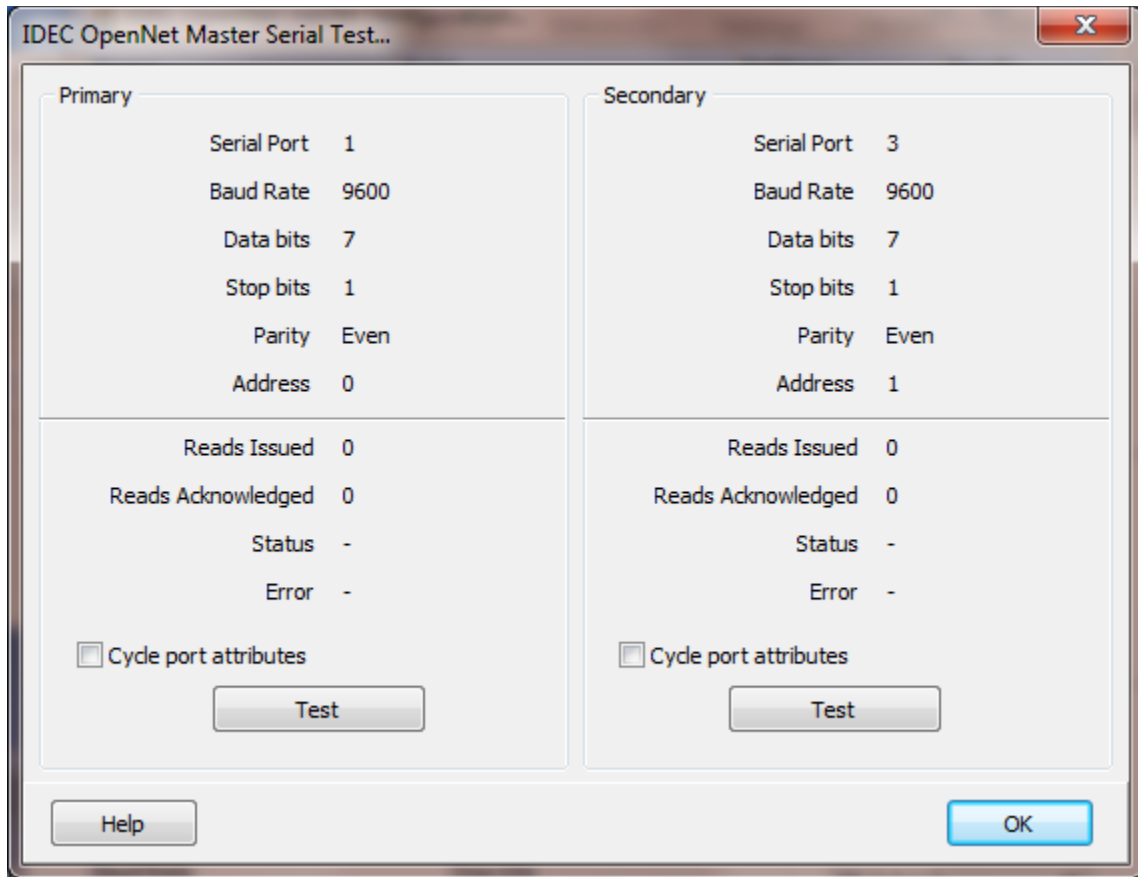 IDEC OpenNet Master Serial Test...
Primary
Serial Port 1
Baud Rate 9600
Data bits 7
Stop bits 1
Parity Even
Address 0
Reads Issued 0
Reads Acknowledged 0
Status -
Error -
Cycle port attributes
Test
Secondary
Serial Port 3
Baud Rate 9600
Data bits 7
Stop bits 1
Parity Even
Address 1
Reads Issued 0
Reads Acknowledged 0
Status -
Error -
Cycle port attributes
Test
Help
OK